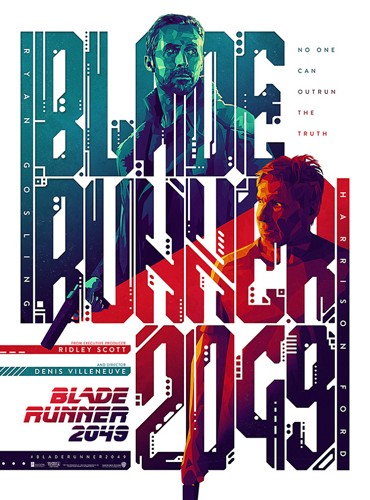 BLADE
RUNNER
2049
RYAN GOSLING
NO ONE
CAN
OUTRUN
THE
TRUTH
HARRISON FORD
FROM EXECUTIVE PRODUCER
RIDLEY SCOTT
AND DIRECTOR
DENIS VILLENEUVE
BLADE
RUNNER
2049
#BLADERUNNER2049